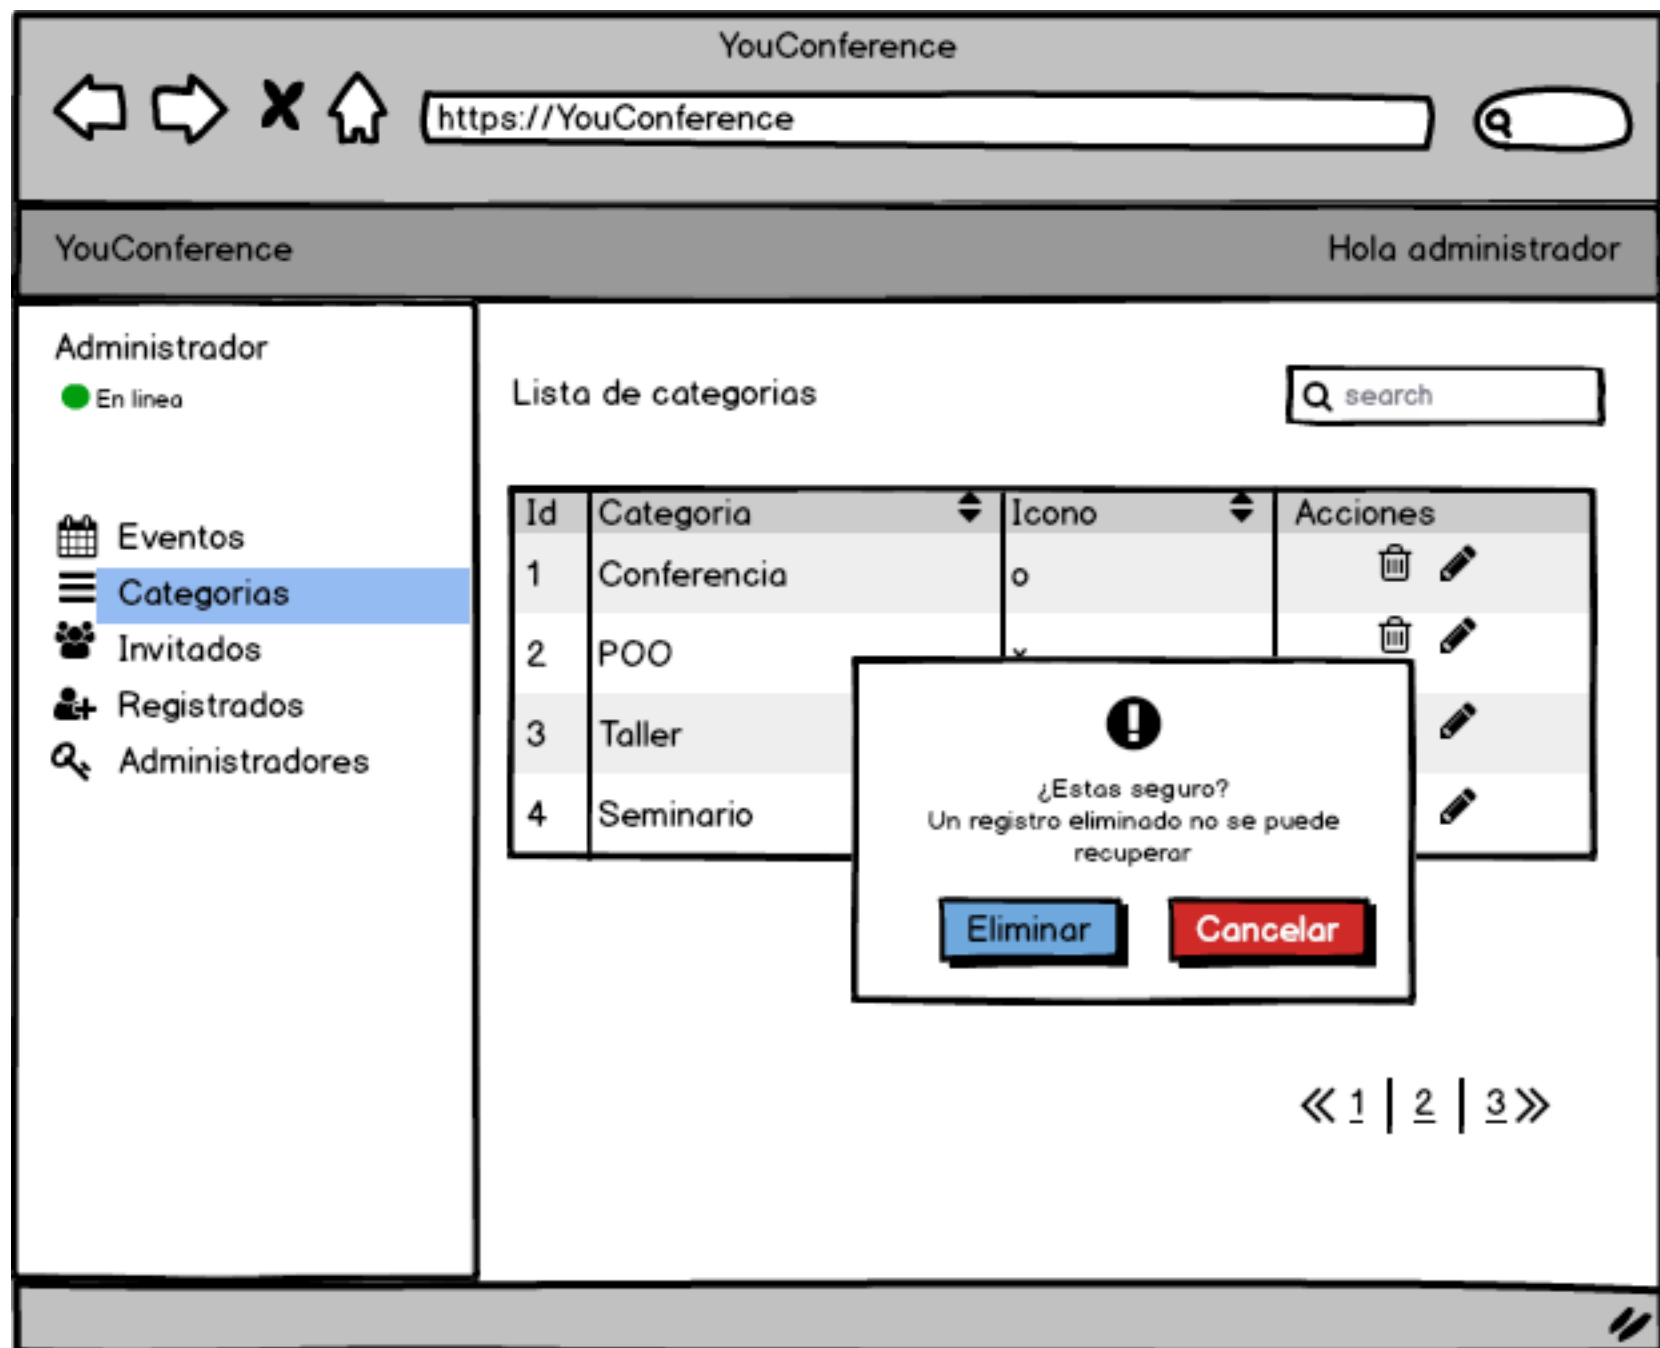 YouConference
https://YouConference
YouConference
Hola administrador
Administrador
En linea
Eventos
Categorias
Invitados
Registrados
Administradores
Lista de categorias
search
Id Categoria Icono Acciones
1 Conferencia o
2 POO
3 Taller
4 Seminario
¿Estas seguro?
Un registro eliminado no se puede
recuperar
Eliminar Cancelar
1 | 2 | 3